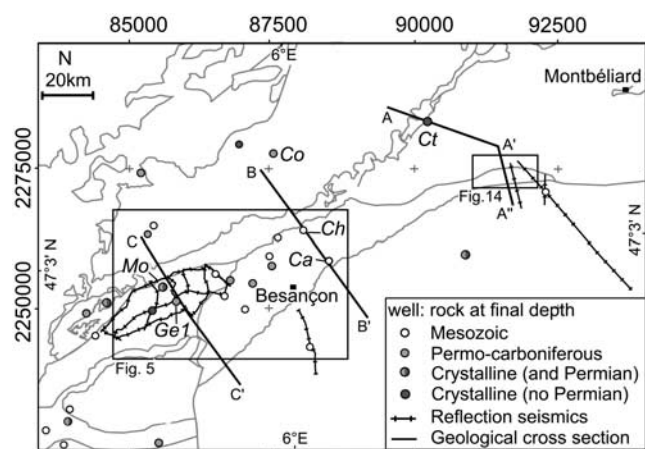 85000 87500 90000 92500
6°E
N
20km
Montbéliard
A
Ct
Co
A'
2275000
B
Fig.14
A"
47°3' N
C
Ch
Mo
Ca
47°3' N
Besançon
2250000
Ge1
B'
Fig. 5
C'
6°E
well: rock at final depth
Mesozoic
Permo-carboniferous
Crystalline (and Permian)
Crystalline (no Permian)
Reflection seismics
Geological cross section